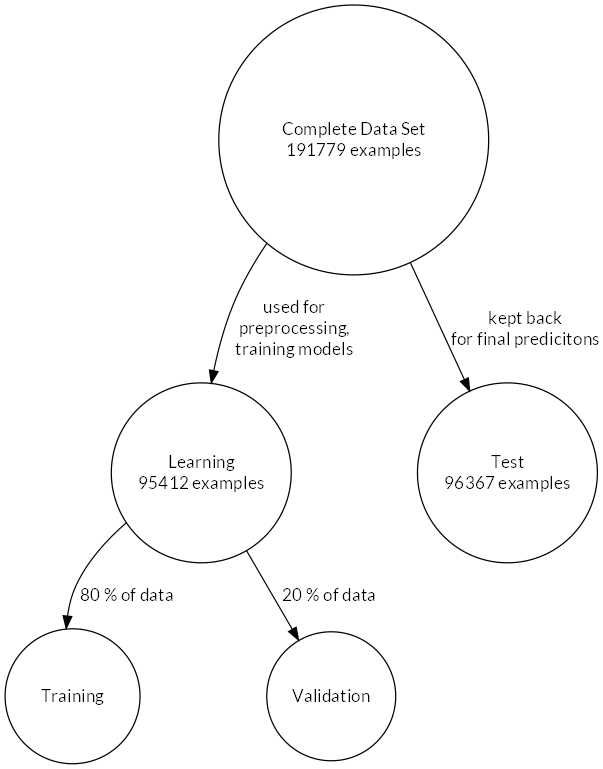 Complete Data Set
191779 examples
used for
preprocessing,
training models
kept back
for final predicitons
Learning
95412 examples
Test
96367 examples
80 % of data
20 % of data
Training
Validation